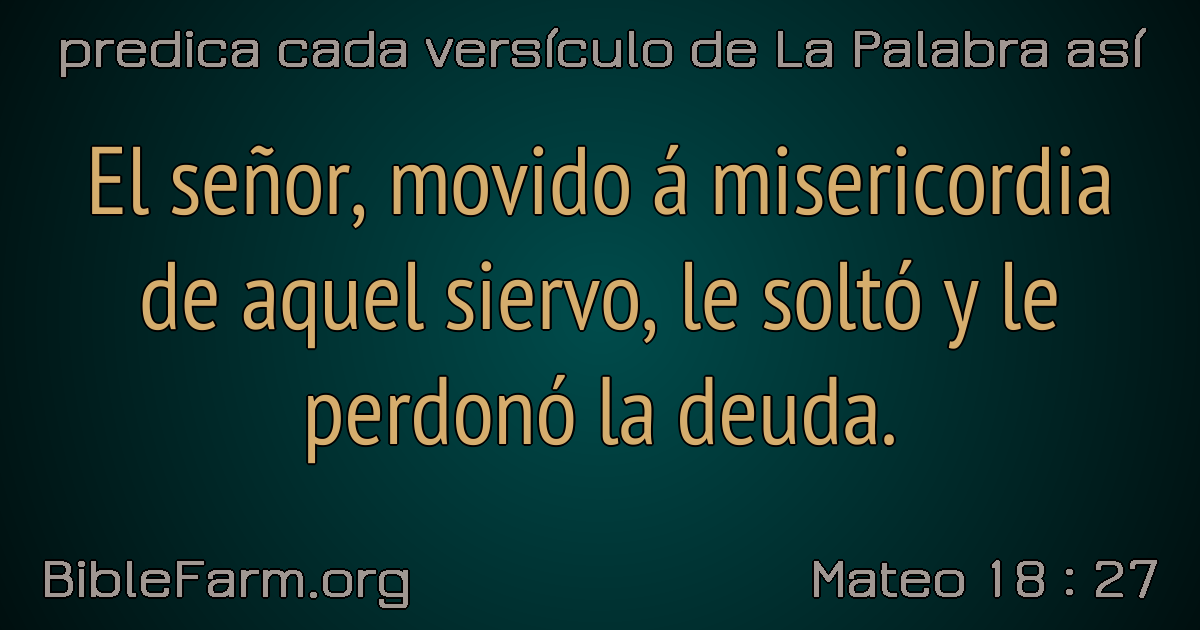 predica cada versículo de La Palabra así
El señor, movido á misericordia
de aquel siervo, le soltó y le
perdonó la deuda.
BibleFarm.org
Mateo 18 : 27